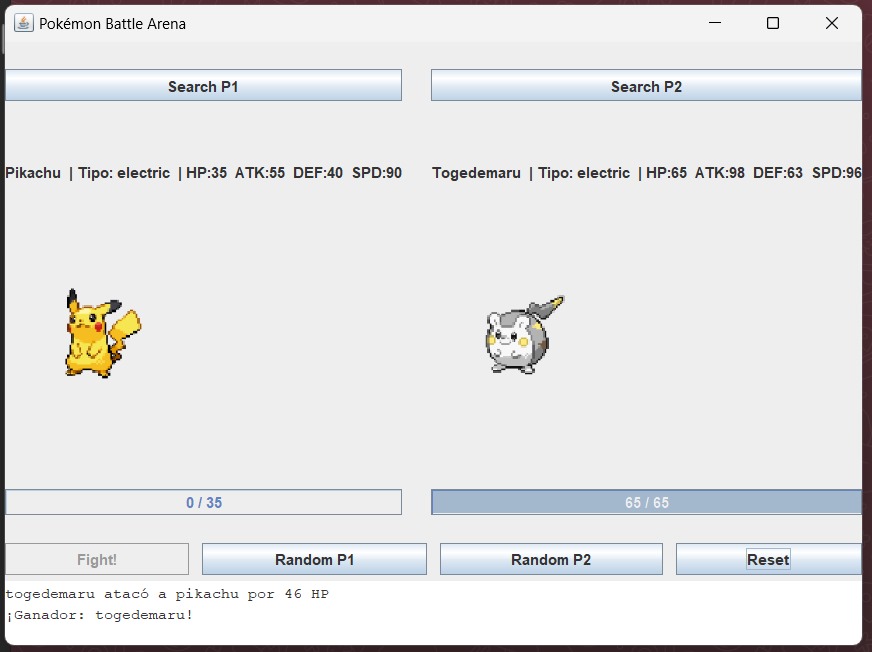 Pokémon Battle Arena
Search P1 Search P2
Pikachu | Tipo: electric | HP:35 ATK:55 DEF:40 SPD:90 Togedemaru | Tipo: electric | HP:65 ATK:98 DEF:63 SPD:96
0 / 35 65 / 65
Fight! Random P1 Random P2 Reset
togedemaru atacó a pikachu por 46 HP
¡Ganador: togedemaru!